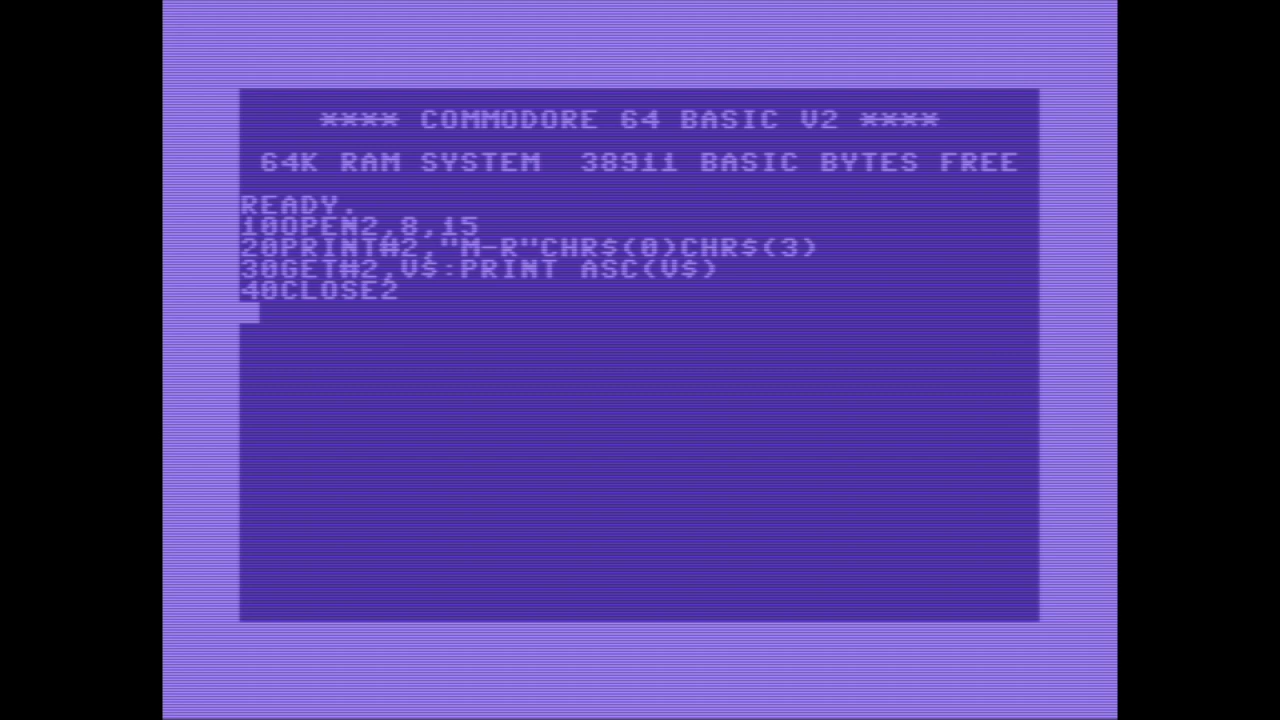 **** COMMODORE 64 BASIC V2 ****
64K RAM SYSTEM  38911 BASIC BYTES FREE
READY.
10OPEN2,8,15
20PRINT#2,"M-R"CHR$(0)CHR$(3)
30GET#2,V$:PRINT ASC(V$)
40CLOSE2